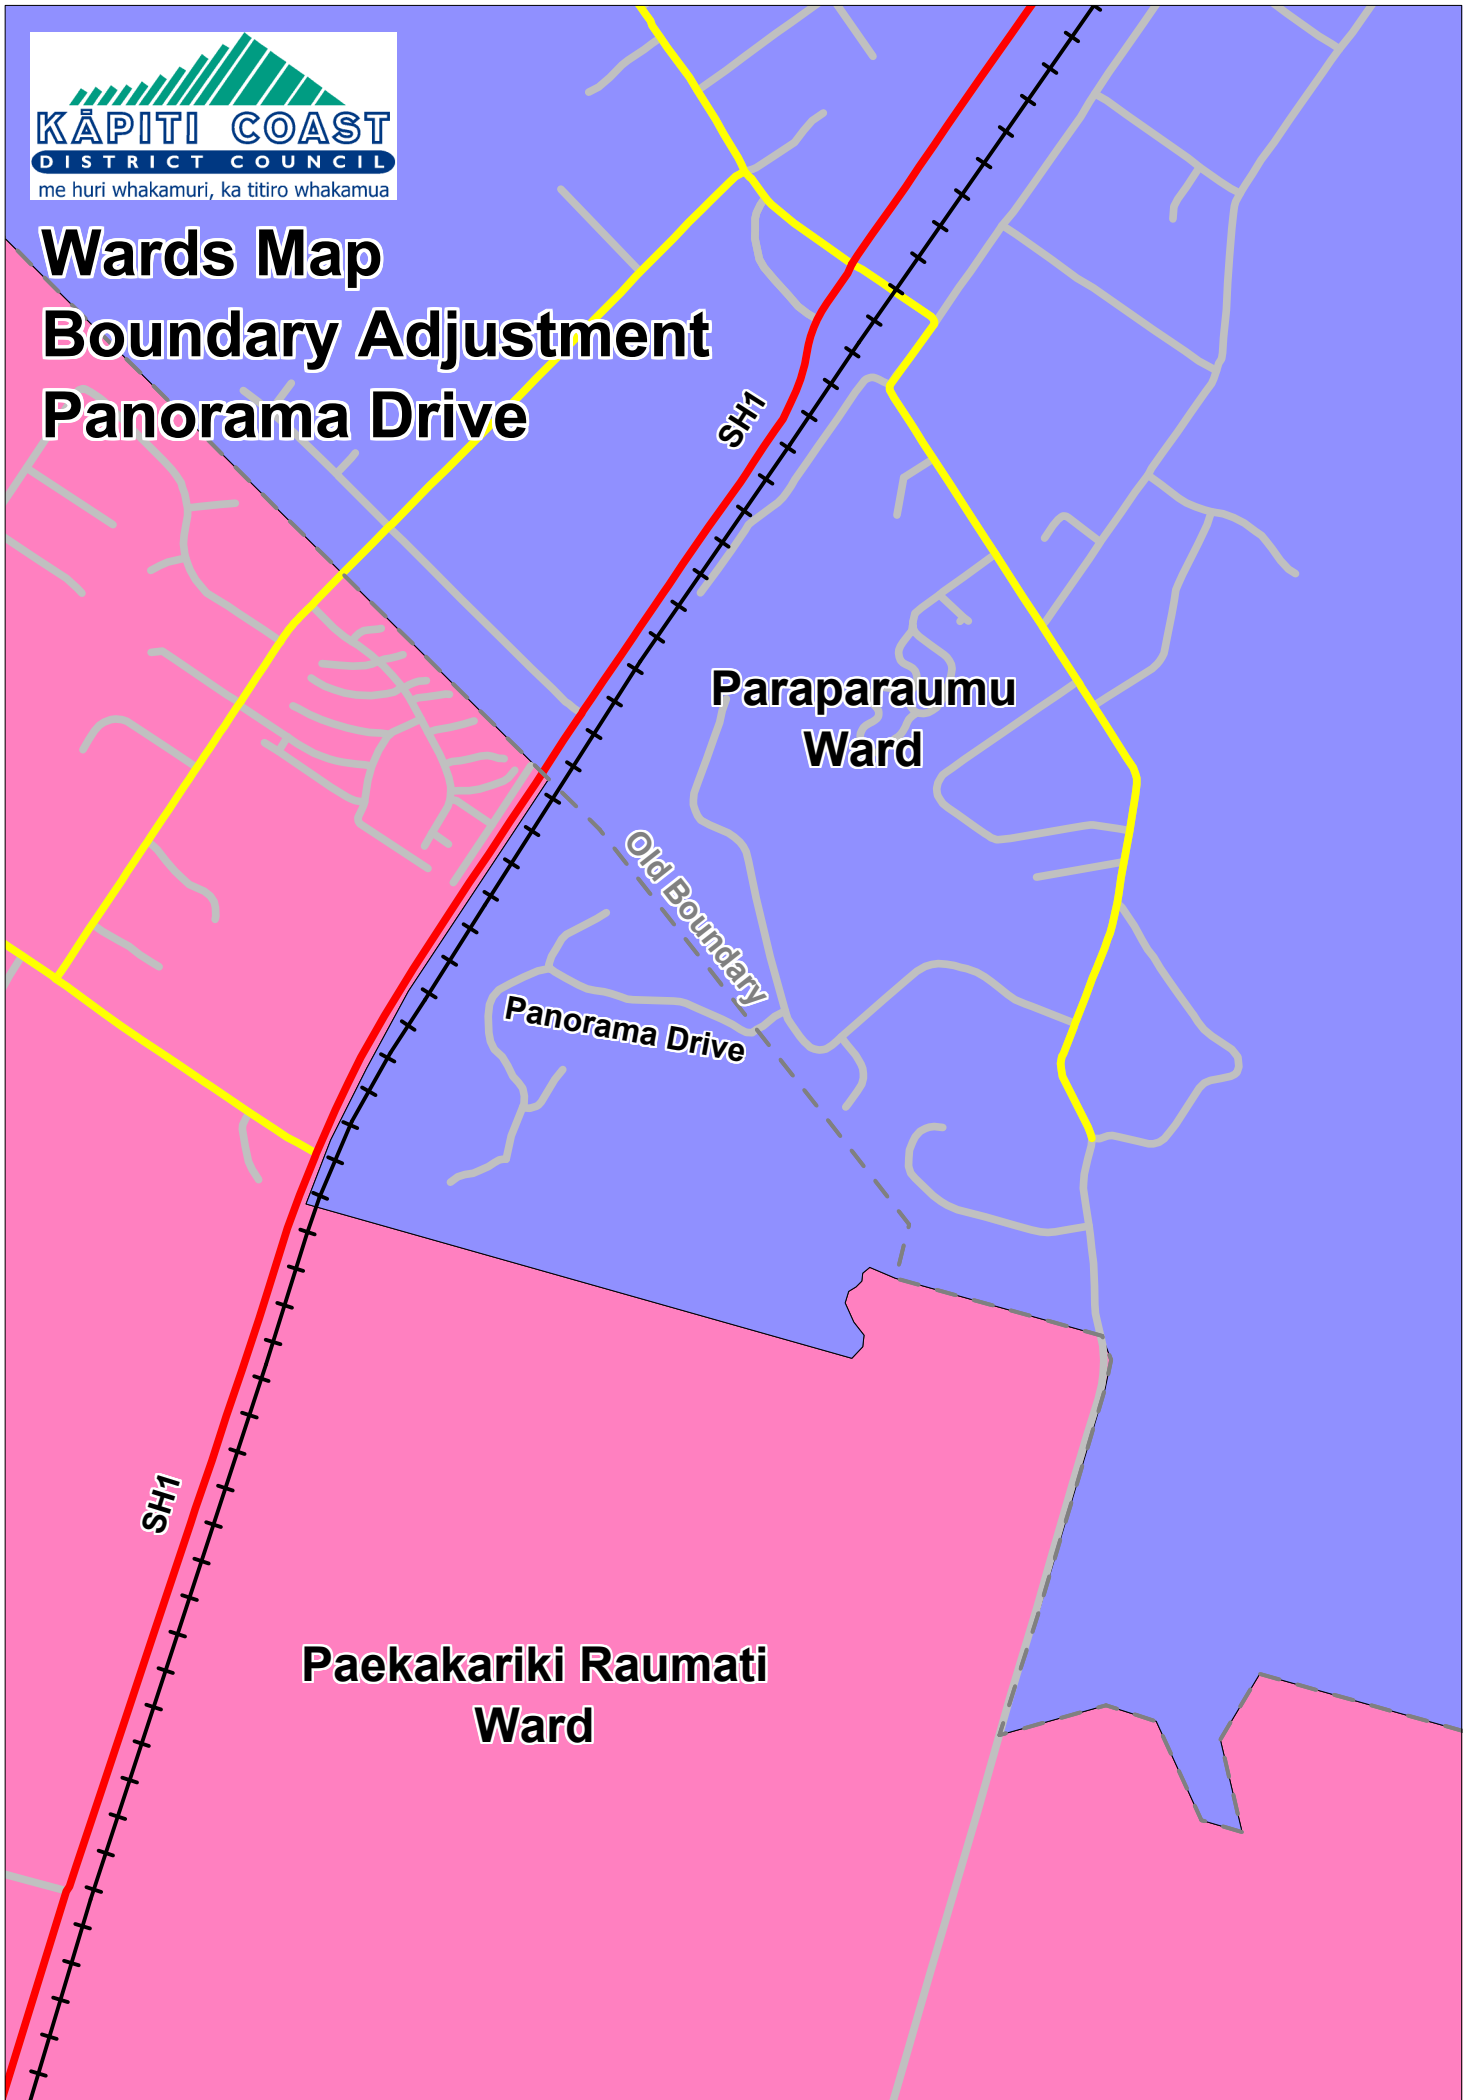 KĀPITI COAST
DISTRICT COUNCIL
me huri whakamuri, ka titiro whakamua
Wards Map
Boundary Adjustment
Panorama Drive
SH1
Paraparaumu
Ward
Old Boundary
Panorama Drive
SH1
Paekakariki Raumati
Ward